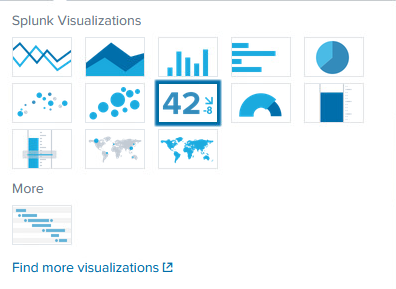 Splunk Visualizations
42
-8
More
Find more visualizations